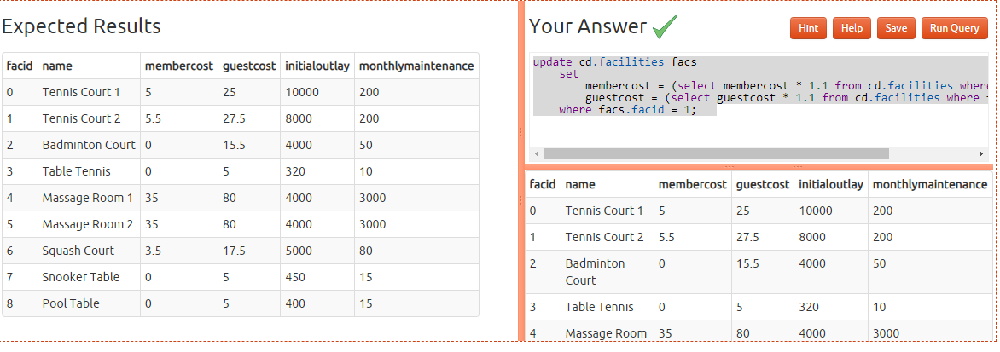 Expected Results
facid name membercost guestcost initialoutlay monthlymaintenance
0 Tennis Court 1 5 25 10000 200
1 Tennis Court 2 5.5 27.5 8000 200
2 Badminton Court 0 15.5 4000 50
3 Table Tennis 0 5 320 10
4 Massage Room 1 35 80 4000 3000
5 Massage Room 2 35 80 4000 3000
6 Squash Court 3.5 17.5 5000 80
7 Snooker Table 0 5 450 15
8 Pool Table 0 5 400 15
Your Answer Hint Help Save Run Query
update cd.facilities facs
set
membercost = (select membercost * 1.1 from cd.facilities where
guestcost = (select guestcost * 1.1 from cd.facilities where
where facs.facid = 1;
facid name membercost guestcost initialoutlay monthlymaintenance
0 Tennis Court 1 5 25 10000 200
1 Tennis Court 2 5.5 27.5 8000 200
2 Badminton 0 15.5 4000 50
Court
3 Table Tennis 0 5 320 10
4 Massage Room 35 80 4000 3000